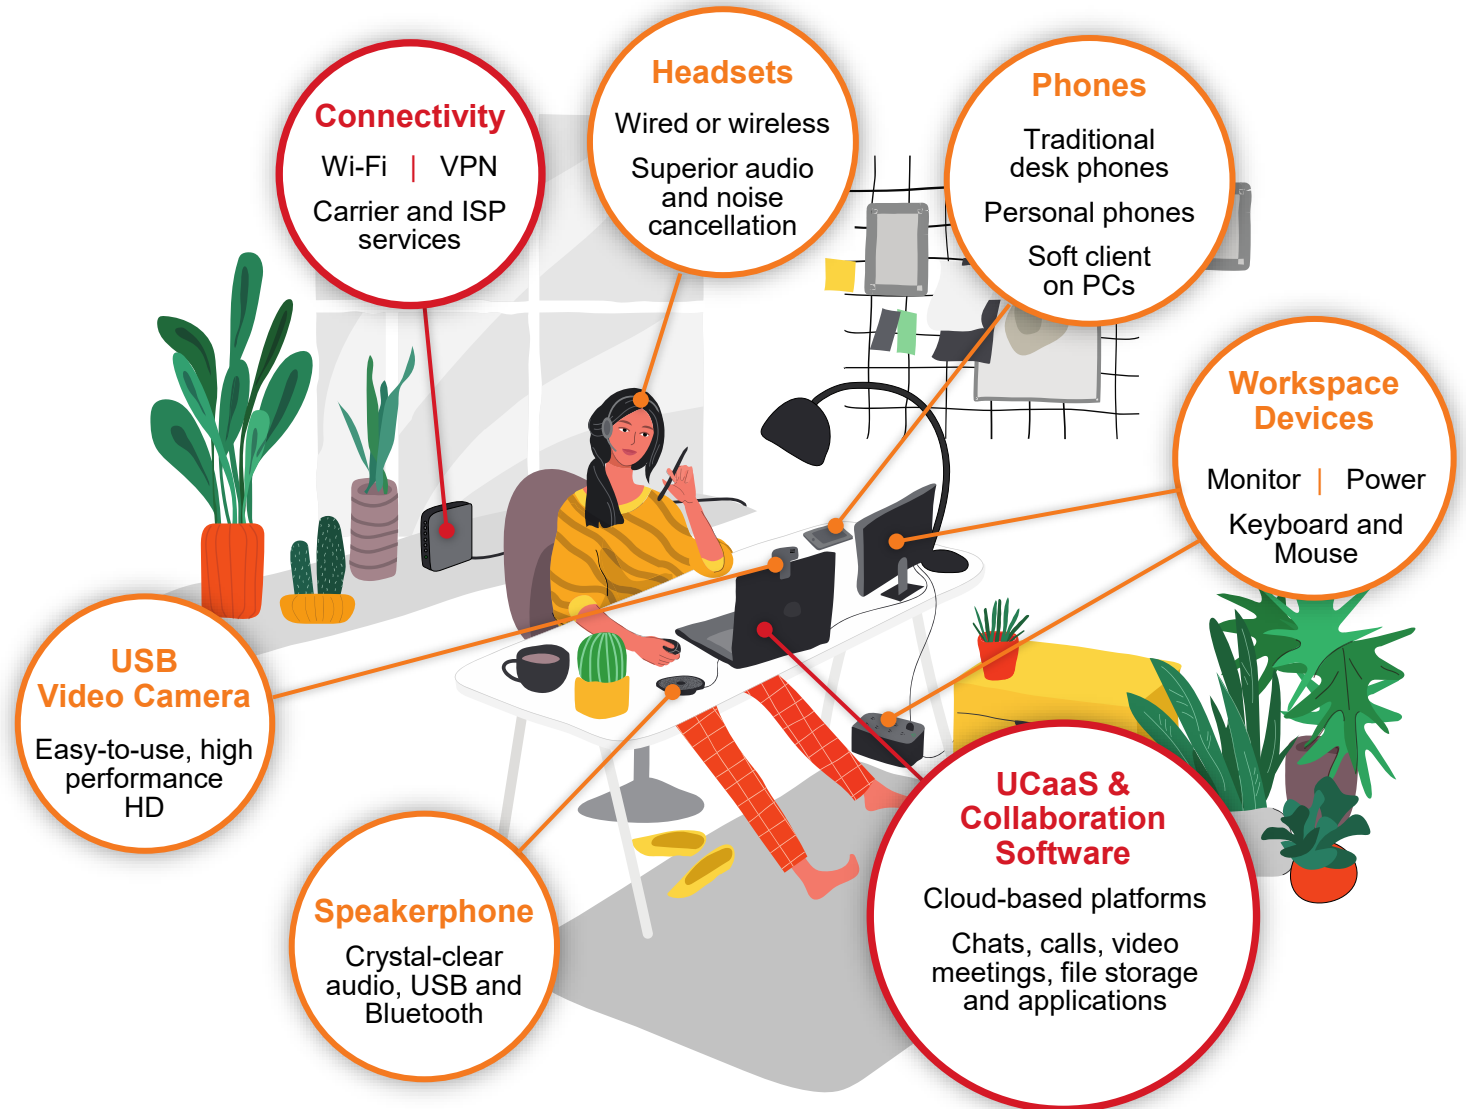 Connectivity
Wi-Fi | VPN
Carrier and ISP
services
Headsets
Wired or wireless
Superior audio
and noise
cancellation
Phones
Traditional
desk phones
Personal phones
Soft client
on PCs
Workspace
Devices
Monitor | Power
Keyboard and
Mouse
USB
Video Camera
Easy-to-use, high
performance
HD
Speakerphone
Crystal-clear
audio, USB and
Bluetooth
UCaaS &
Collaboration
Software
Cloud-based platforms
Chats, calls, video
meetings, file storage
and applications